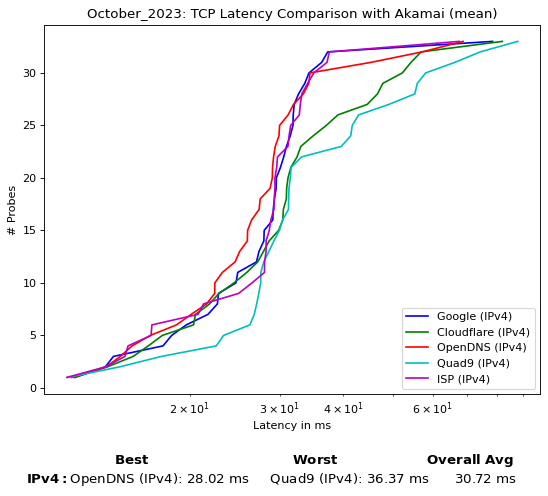 October_2023: TCP Latency Comparison with Akamai (mean)
# Probes
30
25
20
15
10
5
0
Google (IPv4)
Cloudflare (IPv4)
OpenDNS (IPv4)
Quad9 (IPv4)
ISP (IPv4)
2 × 10¹ 3 × 10¹ 4 × 10¹ 6 × 10¹
Latency in ms
Best Worst Overall Avg
IPv4: OpenDNS (IPv4): 28.02 ms Quad9 (IPv4): 36.37 ms 30.72 ms